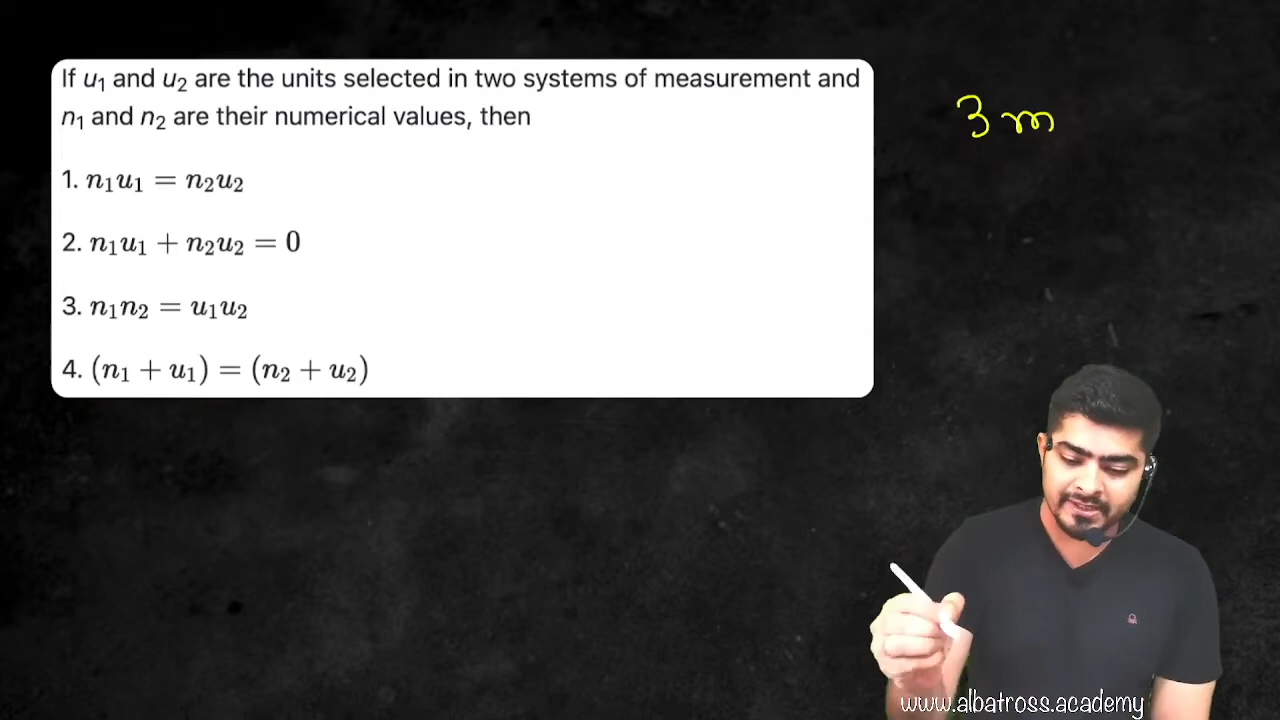 If u₁ and u₂ are the units selected in two systems of measurement and
n₁ and n₂ are their numerical values, then
1. n₁u₁ = n₂u₂
2. n₁u₁ + n₂u₂ = 0
3. n₁n₂ = u₁u₂
4. (n₁ + u₁) = (n₂ + u₂)
3 m
www.albatross.academy